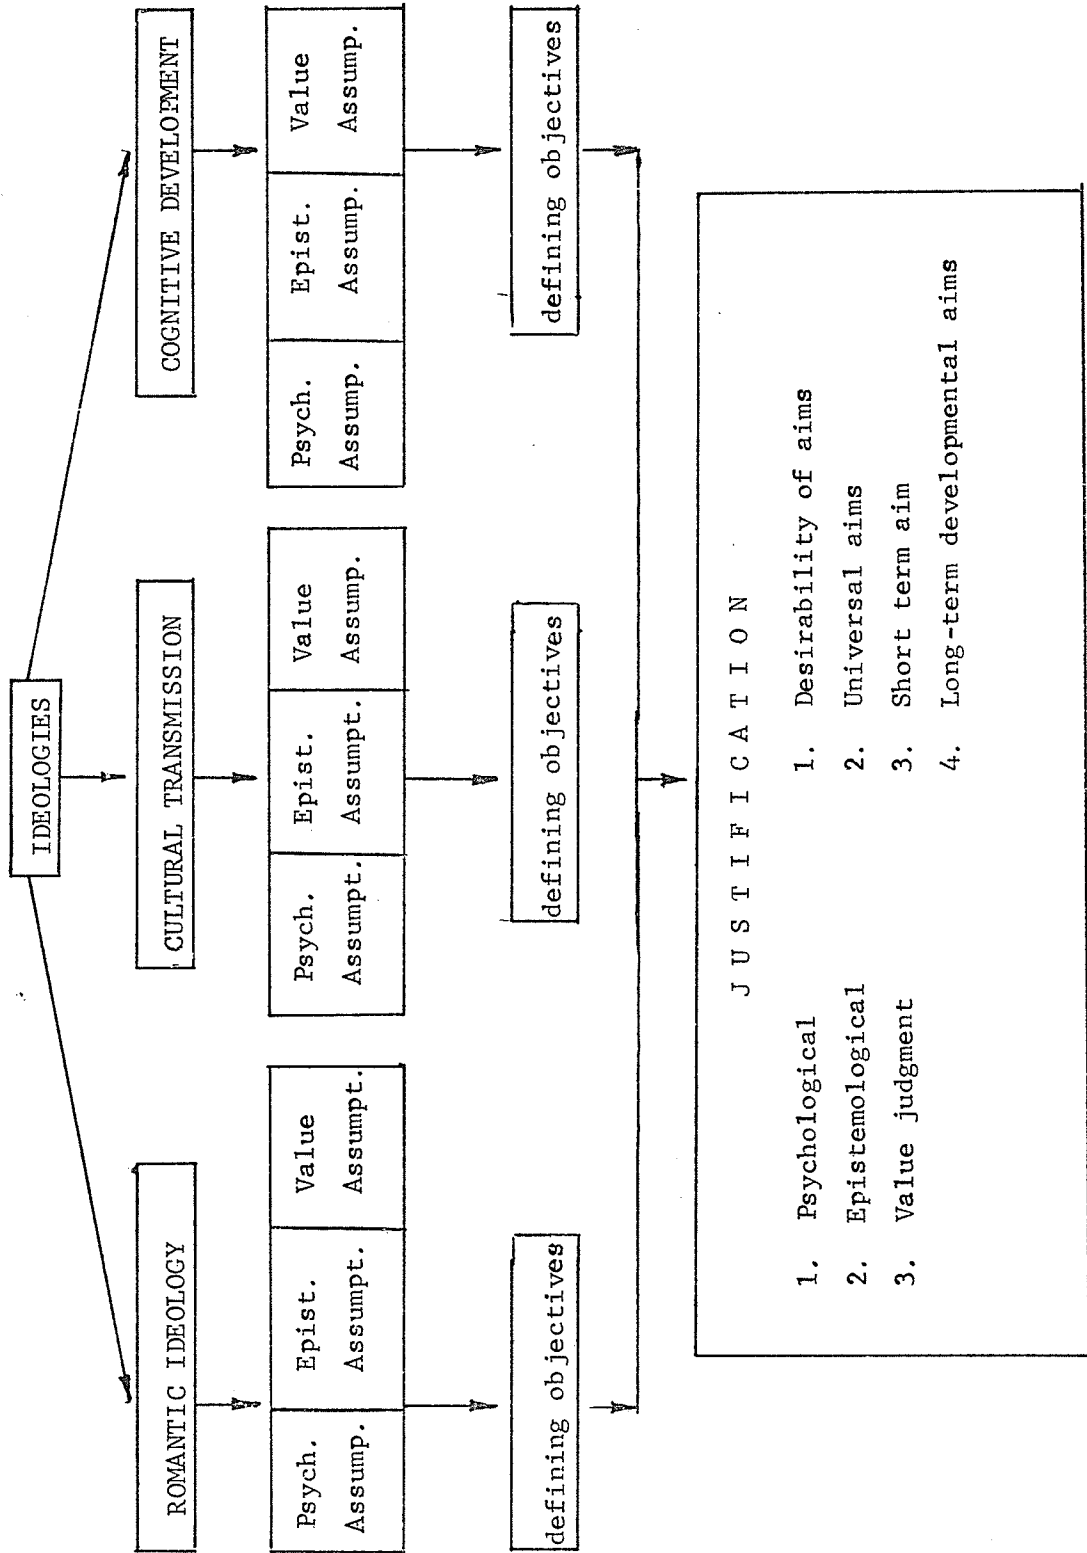 IDEOLOGIES
ROMANTIC IDEOLOGY
CULTURAL TRANSMISSION
COGNITIVE DEVELOPMENT
Psych.
Assump.
Epist.
Assumpt.
Value
Assumpt.
Psych.
Assumpt.
Epist.
Assumpt.
Value
Assump.
Psych.
Assump.
Epist.
Assump.
Value
Assump.
defining objectives
defining objectives
defining objectives
J U S T I F I C A T I O N
1. Psychological
2. Epistemological
3. Value judgment
1. Desirability of aims
2. Universal aims
3. Short term aim
4. Long-term developmental aims